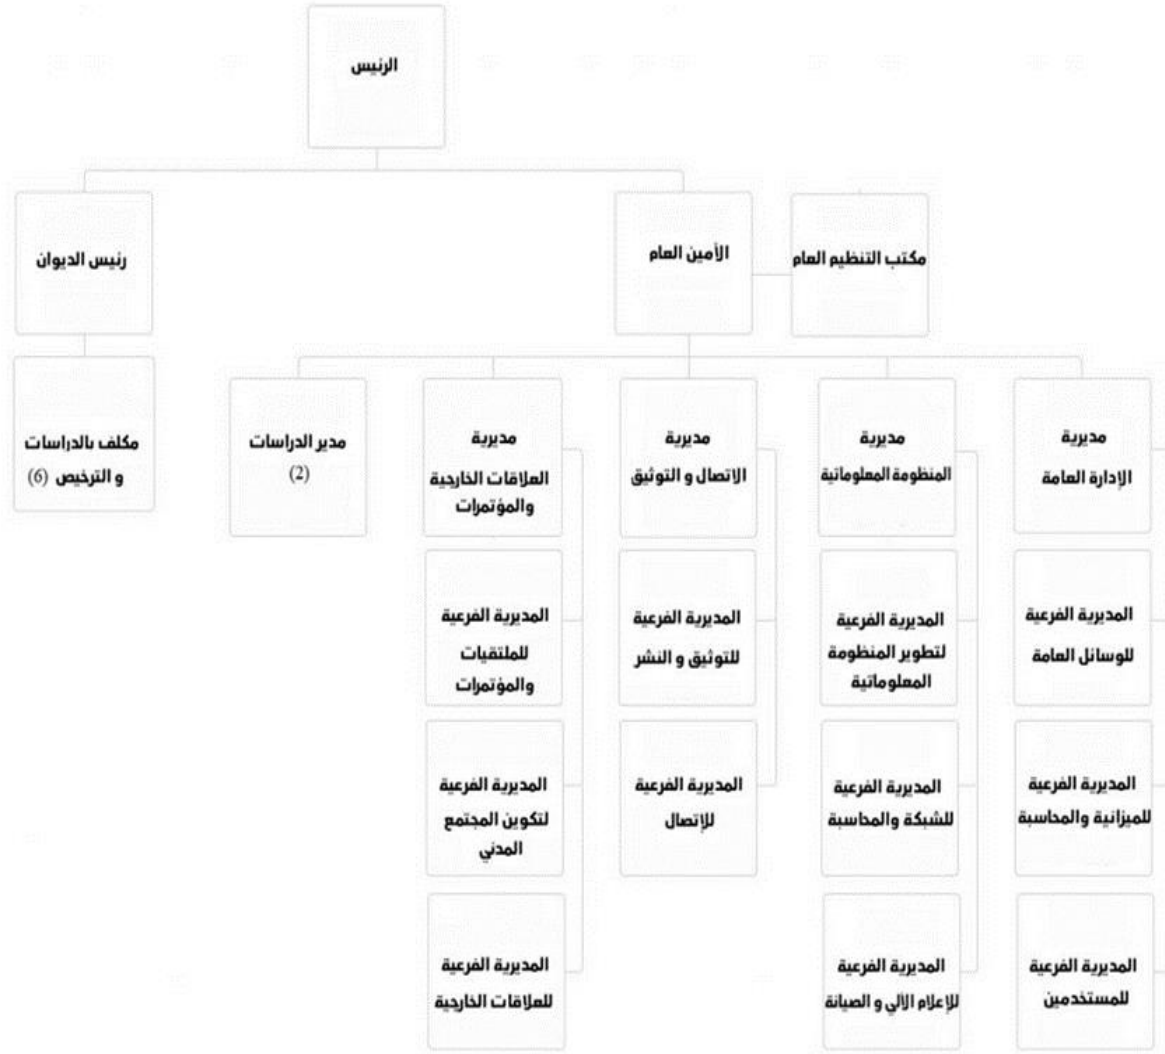 الرئيس
مكتب التنظيم العام
الأمين العام
رئيس الديوان
مديرية
الإدارة العامة
مديرية
المنظومة المعلوماتية
مديرية
الاتصال و التوثيق
مديرية
العلاقات الخارجية
والمؤتمرات
مدير الدراسات
(2)
مكلف بالدراسات
و الترخيص (6)
المديرية الفرعية
للوسائل العامة
المديرية الفرعية
لتطوير المنظومة
المعلوماتية
المديرية الفرعية
للتوثيق و النشر
المديرية الفرعية
للملتقيات
والمؤتمرات
المديرية الفرعية
للميزانية والمحاسبة
المديرية الفرعية
للشبكة والمحاسبة
المديرية الفرعية
للإتصال
المديرية الفرعية
لتكوين المجتمع
المدني
المديرية الفرعية
للمستخدمين
المديرية الفرعية
للإعلام الآلي و الصيانة
المديرية الفرعية
للعلاقات الخارجية